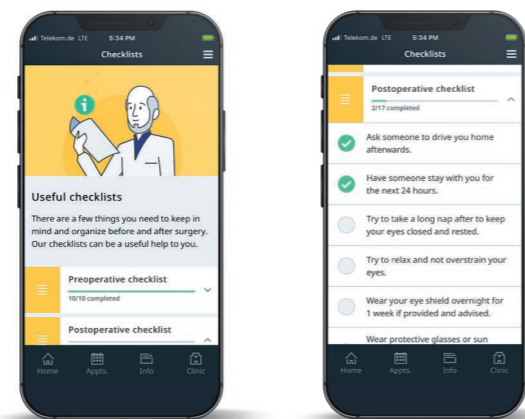 Telekom.de LTE 5:34 PM
Checklists
Useful checklists
There are a few things you need to keep in
mind and organize before and after surgery.
Our checklists can be a useful help to you.
Preoperative checklist
10/10 completed
Postoperative checklist
Home Appts. Info Clinic
Telekom.de LTE 5:34 PM
Checklists
Postoperative checklist
2/17 completed
Ask someone to drive you home
afterwards.
Have someone stay with you for
the next 24 hours.
Try to take a long nap after to keep
your eyes closed and rested.
Try to relax and not overstrain your
eyes.
Wear your eye shield overnight for
1 week if provided and advised.
Wear protective glasses or sun
Home Appts. Info Clinic